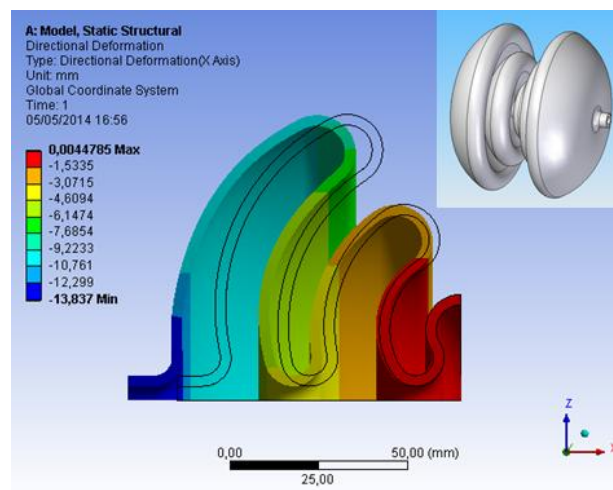 A: Model, Static Structural
Directional Deformation
Type: Directional Deformation(X Axis)
Unit: mm
Global Coordinate System
Time: 1
05/05/2014 16:56
0,0044785 Max
-1,5335
-3,0715
-4,6094
-6,1474
-7,6854
-9,2233
-10,761
-12,299
-13,837 Min
0,00
50,00 (mm)
25,00
Z
X